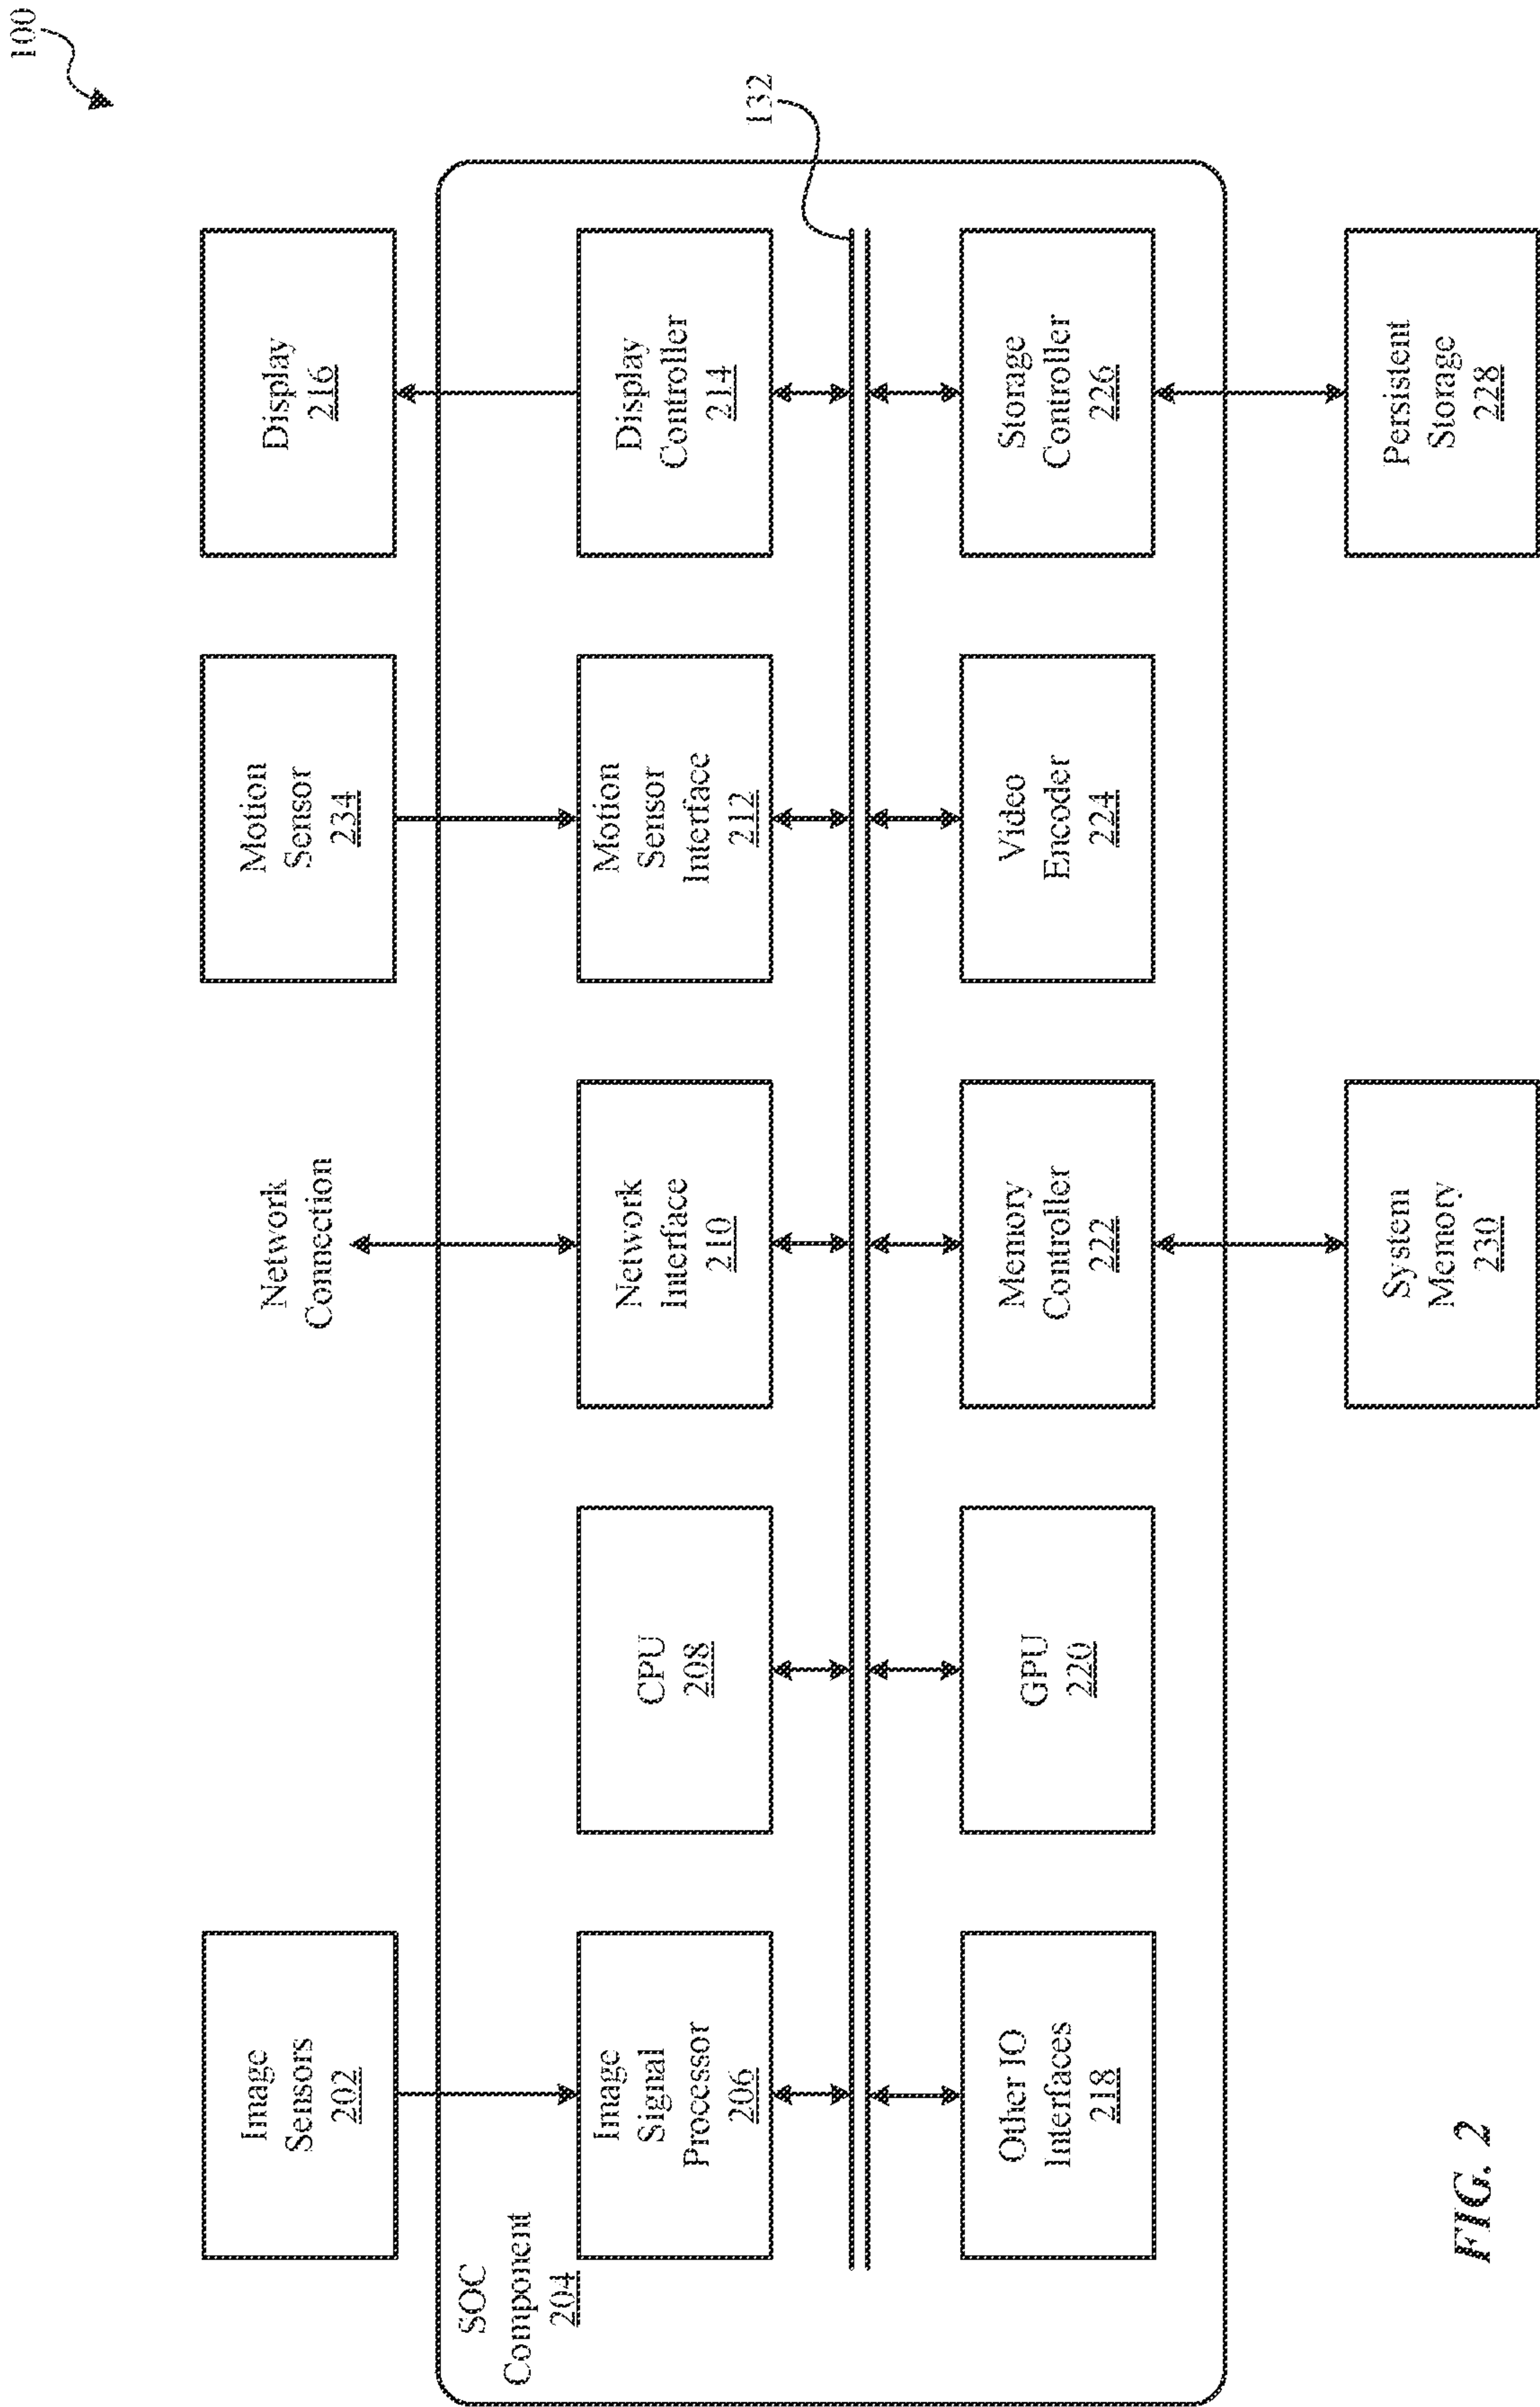 100
Image
Sensors
202
Network
Connection
Motion
Sensor
234
Display
216
SOC
Component
204
132
Image
Signal
Processor
206
CPU
208
Network
Interface
210
Motion
Sensor
Interface
212
Display
Controller
214
Other IO
Interfaces
218
GPU
220
Memory
Controller
222
Video
Encoder
224
Storage
Controller
226
System
Memory
230
Persistent
Storage
228
FIG. 2